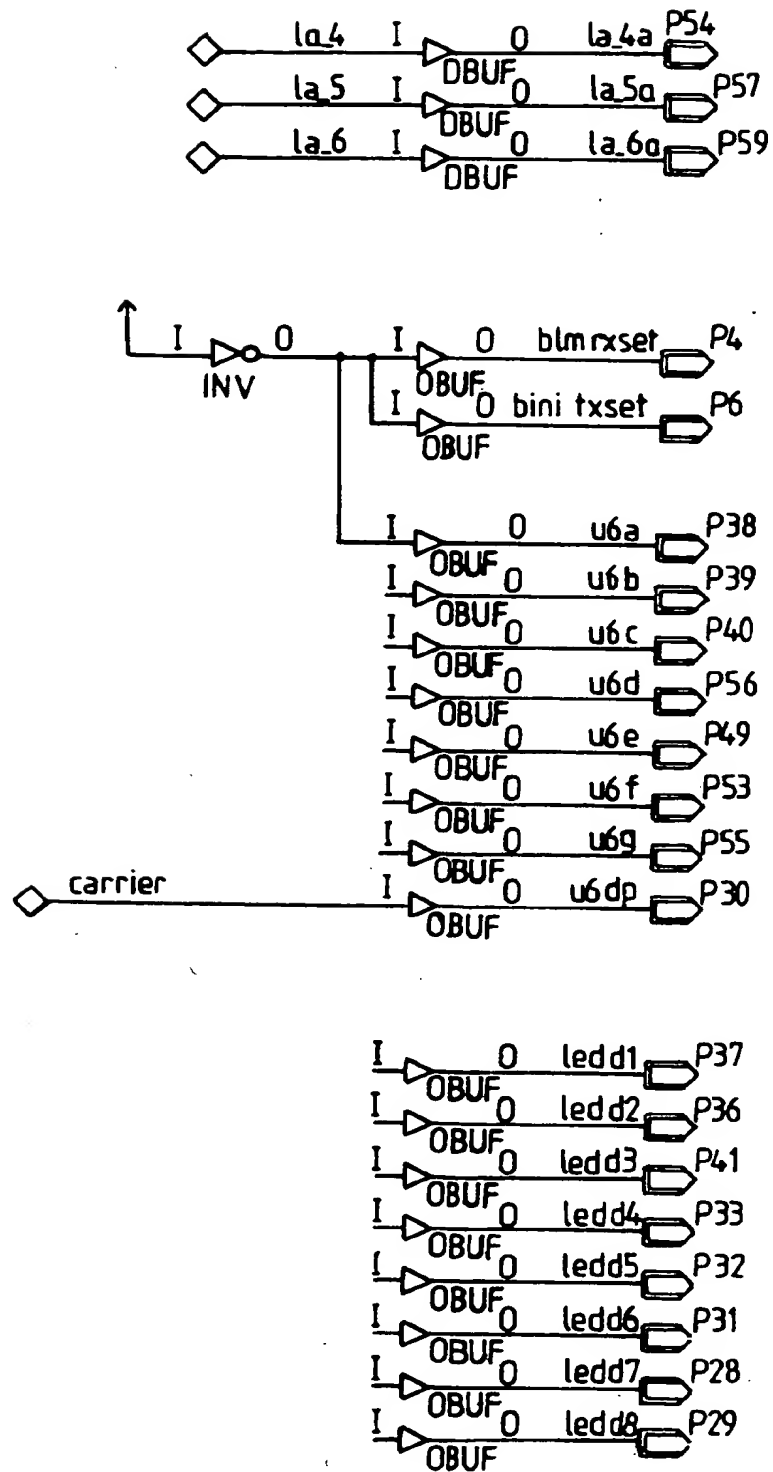 la_4 I O la_4a P54
DBUF
la_5 I O la_5a P57
DBUF
la_6 I O la_6a P59
DBUF
I O I O blmrxset P4
INV OBUF
I O bini txset P6
OBUF
I O u6a P38
OBUF
I O u6b P39
OBUF
I O u6c P40
OBUF
I O u6d P56
OBUF
I O u6e P49
OBUF
I O u6f P53
OBUF
I O u6g P55
OBUF
carrier I O u6dp P30
OBUF
I O ledd1 P37
OBUF
I O ledd2 P36
OBUF
I O ledd3 P41
OBUF
I O ledd4 P33
OBUF
I O ledd5 P32
OBUF
I O ledd6 P31
OBUF
I O ledd7 P28
OBUF
I O ledd8 P29
OBUF